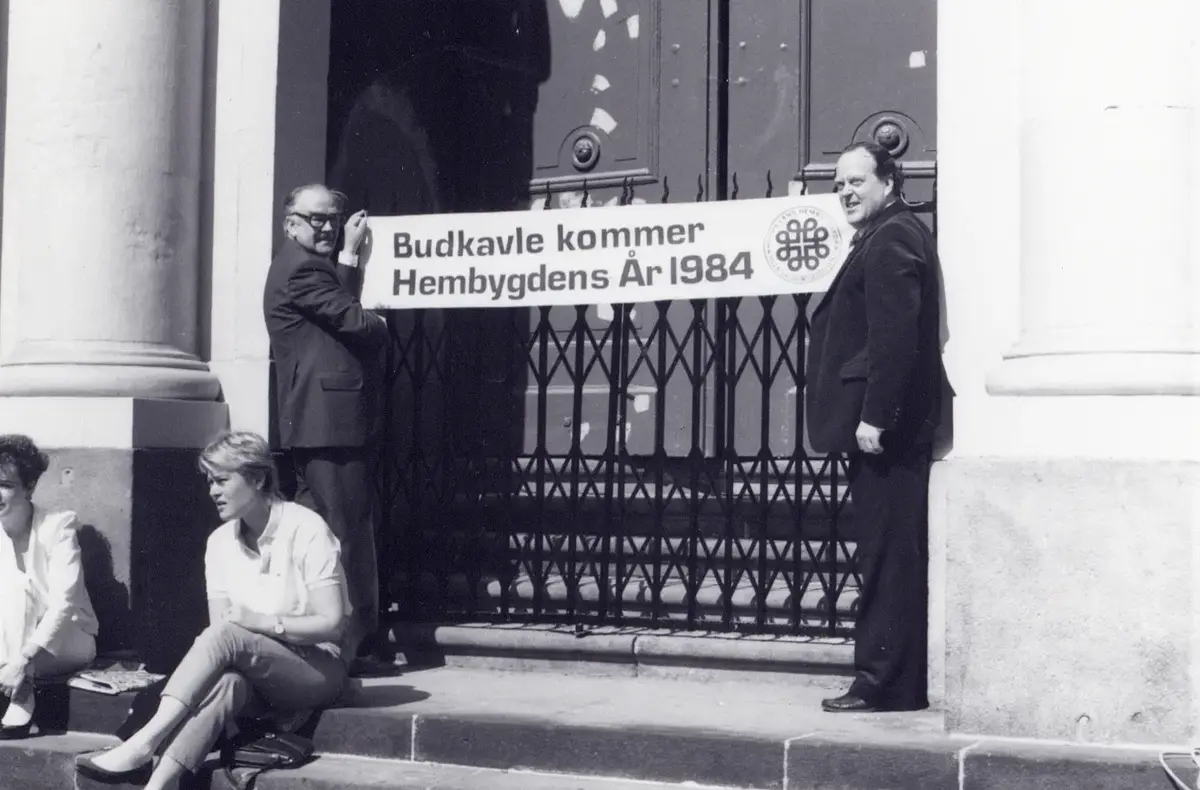 Budkavle kommer
Hembygdens År 1984